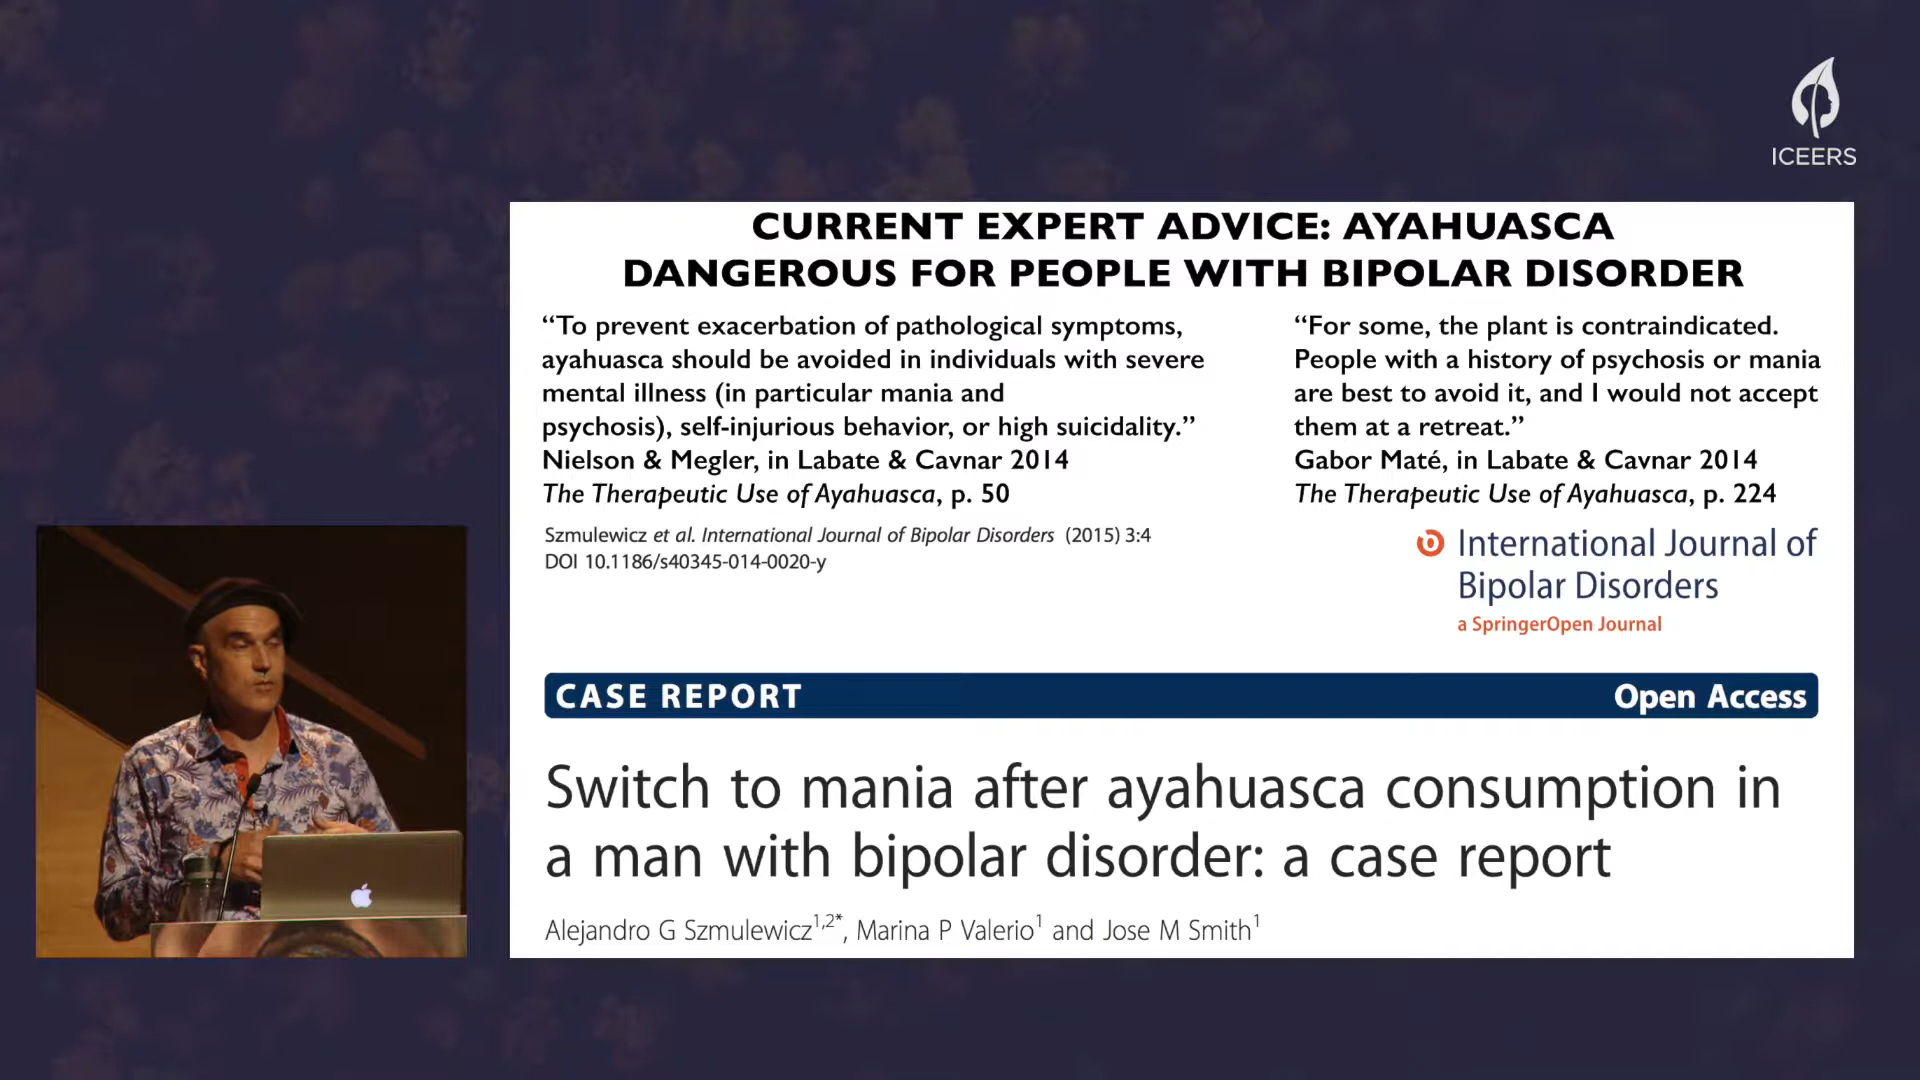 ICEERS
CURRENT EXPERT ADVICE: AYAHUASCA
DANGEROUS FOR PEOPLE WITH BIPOLAR DISORDER
“To prevent exacerbation of pathological symptoms,
ayahuasca should be avoided in individuals with severe
mental illness (in particular mania and
psychosis), self-injurious behavior, or high suicidality.”
Nielson & Megler, in Labate & Cavnar 2014
The Therapeutic Use of Ayahuasca, p. 50
“For some, the plant is contraindicated.
People with a history of psychosis or mania
are best to avoid it, and I would not accept
them at a retreat.”
Gabor Maté, in Labate & Cavnar 2014
The Therapeutic Use of Ayahuasca, p. 224
Szmulewicz et al. International Journal of Bipolar Disorders (2015) 3:4
DOI 10.1186/s40345-014-0020-y
International Journal of
Bipolar Disorders
a SpringerOpen Journal
CASE REPORT Open Access
Switch to mania after ayahuasca consumption in
a man with bipolar disorder: a case report
Alejandro G Szmulewicz1,2*, Marina P Valerio1 and Jose M Smith1